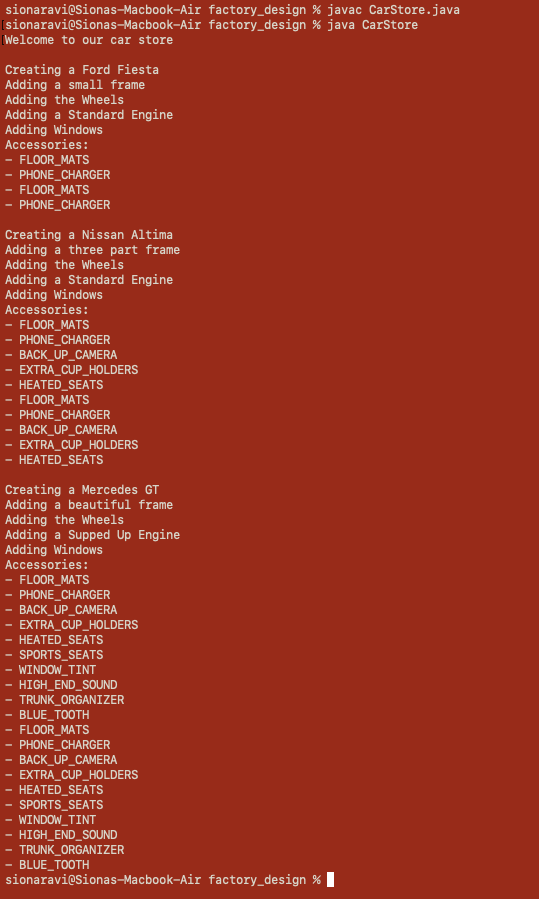 sionaravi@Sionas-Macbook-Air factory_design % javac CarStore.java
sionaravi@Sionas-Macbook-Air factory_design % java CarStore
Welcome to our car store

Creating a Ford Fiesta
Adding a small frame
Adding the Wheels
Adding a Standard Engine
Adding Windows
Accessories:
- FLOOR_MATS
- PHONE_CHARGER
- FLOOR_MATS
- PHONE_CHARGER

Creating a Nissan Altima
Adding a three part frame
Adding the Wheels
Adding a Standard Engine
Adding Windows
Accessories:
- FLOOR_MATS
- PHONE_CHARGER
- BACK_UP_CAMERA
- EXTRA_CUP_HOLDERS
- HEATED_SEATS
- FLOOR_MATS
- PHONE_CHARGER
- BACK_UP_CAMERA
- EXTRA_CUP_HOLDERS
- HEATED_SEATS

Creating a Mercedes GT
Adding a beautiful frame
Adding the Wheels
Adding a Supped Up Engine
Adding Windows
Accessories:
- FLOOR_MATS
- PHONE_CHARGER
- BACK_UP_CAMERA
- EXTRA_CUP_HOLDERS
- HEATED_SEATS
- SPORTS_SEATS
- WINDOW_TINT
- HIGH_END_SOUND
- TRUNK_ORGANIZER
- BLUE_TOOTH
- FLOOR_MATS
- PHONE_CHARGER
- BACK_UP_CAMERA
- EXTRA_CUP_HOLDERS
- HEATED_SEATS
- SPORTS_SEATS
- WINDOW_TINT
- HIGH_END_SOUND
- TRUNK_ORGANIZER
- BLUE_TOOTH
sionaravi@Sionas-Macbook-Air factory_design %